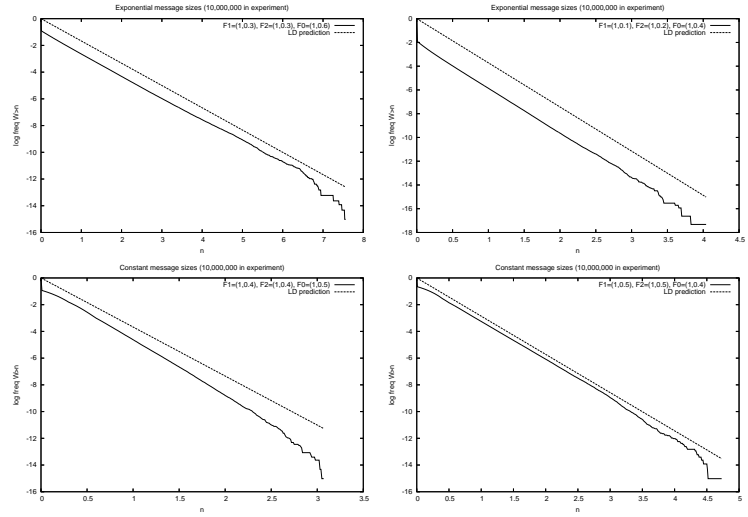 Exponential message sizes (10,000,000 in experiment)
F1=(1,0.3), F2=(1,0.3), F0=(1,0.6)
LD prediction
log freq W>n
0
-2
-4
-6
-8
-10
-12
-14
-16
0 1 2 3 4 5 6 7 8
n
Exponential message sizes (10,000,000 in experiment)
F1=(1,0.1), F2=(1,0.2), F0=(1,0.4)
LD prediction
log freq W>n
0
-2
-4
-6
-8
-10
-12
-14
-16
-18
0 0.5 1 1.5 2 2.5 3 3.5 4 4.5
n
Constant message sizes (10,000,000 in experiment)
F1=(1,0.4), F2=(1,0.4), F0=(1,0.5)
LD prediction
log freq W>n
0
-2
-4
-6
-8
-10
-12
-14
-16
0 0.5 1 1.5 2 2.5 3 3.5
n
Constant message sizes (10,000,000 in experiment)
F1=(1,0.5), F2=(1,0.5), F0=(1,0.4)
LD prediction
log freq W>n
0
-2
-4
-6
-8
-10
-12
-14
-16
0 0.5 1 1.5 2 2.5 3 3.5 4 4.5 5
n